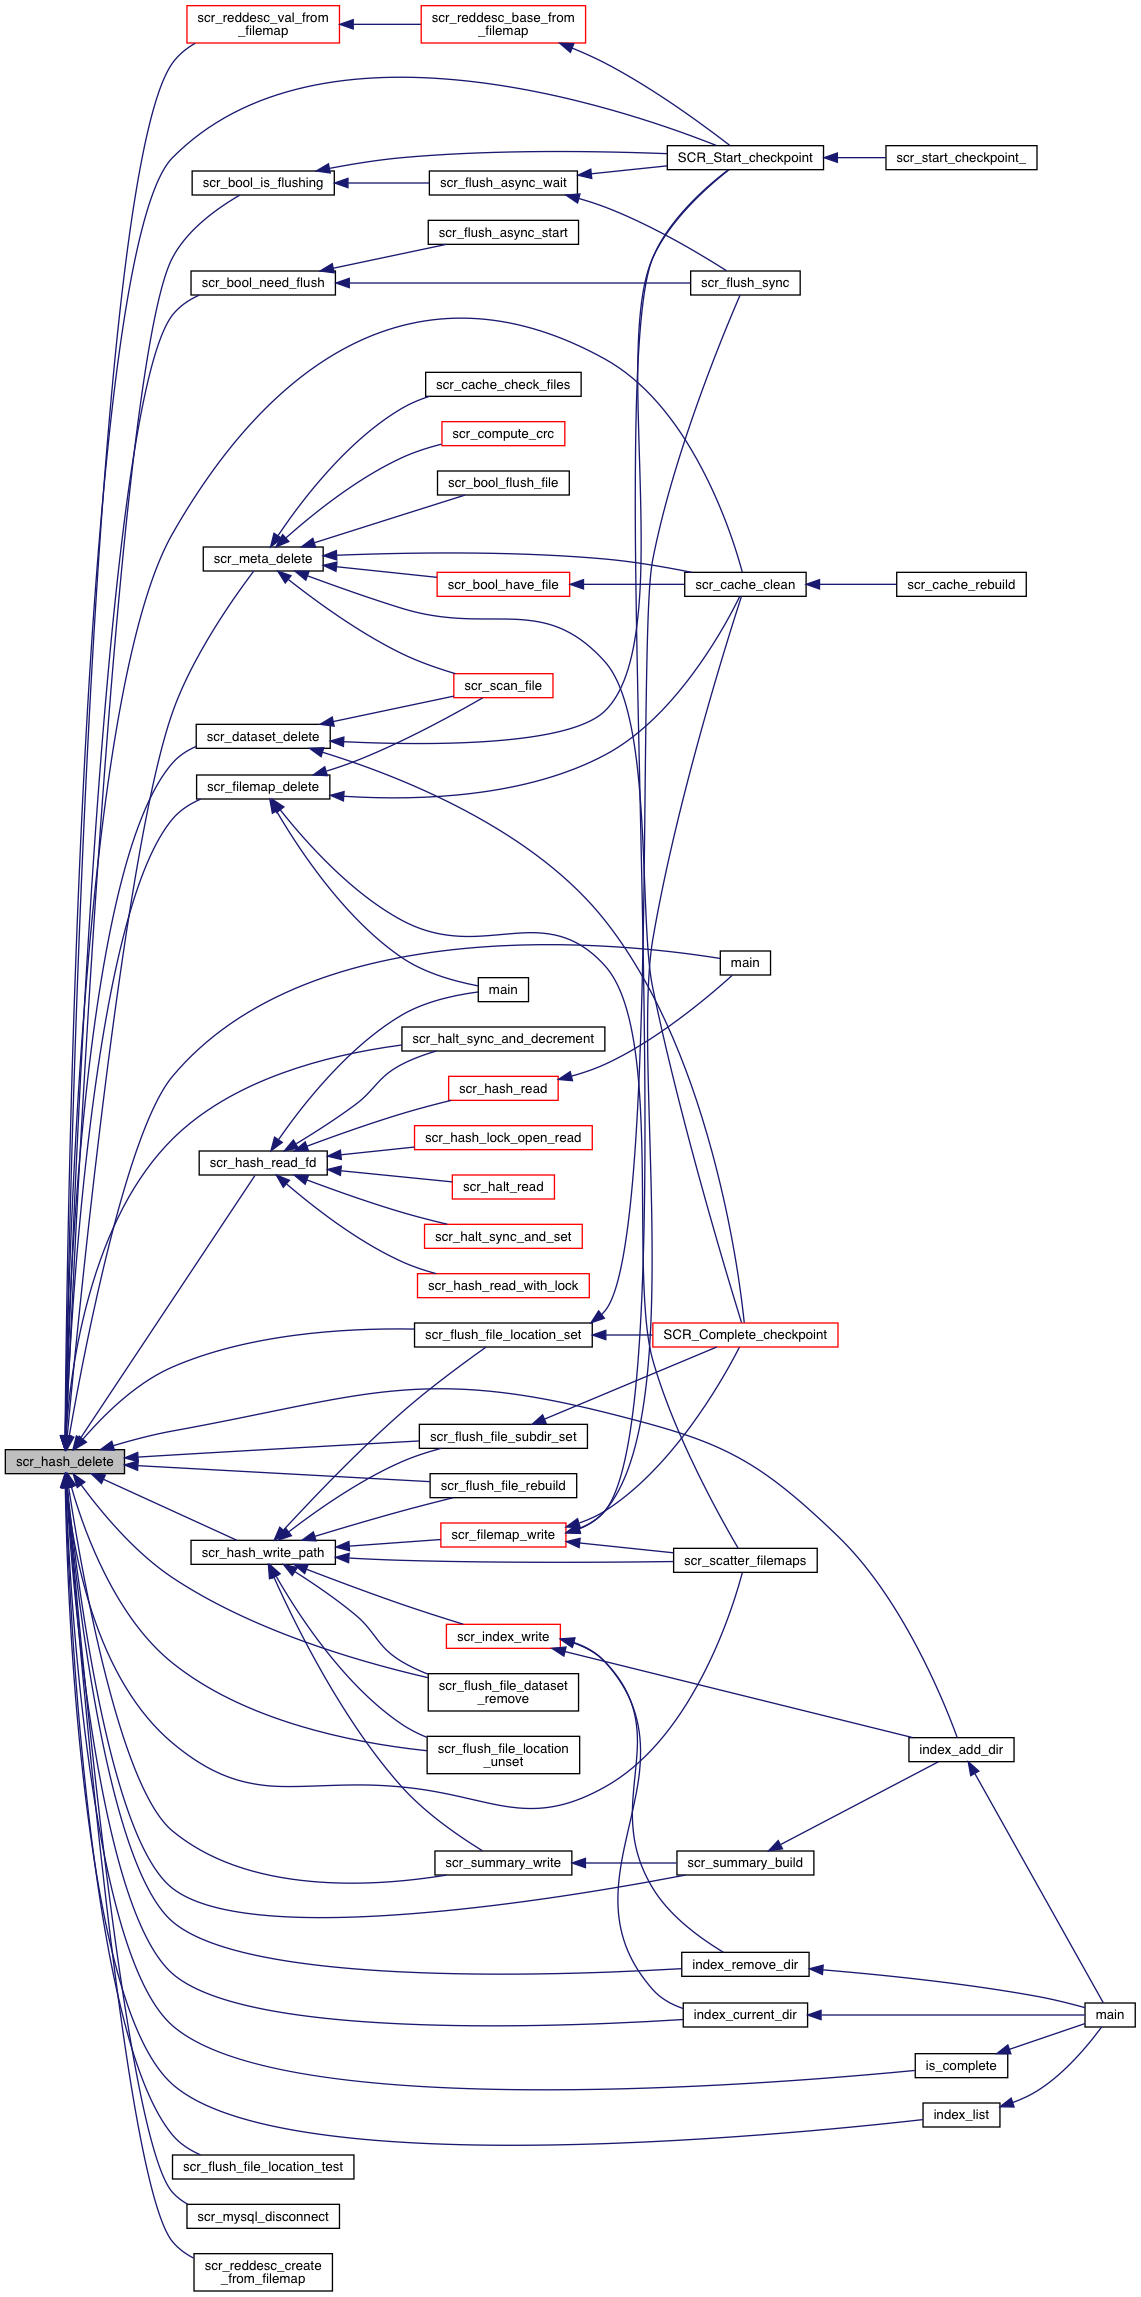 scr_reddesc_val_from
_filemap
scr_reddesc_base_from
_filemap
SCR_Start_checkpoint
scr_start_checkpoint_
scr_bool_is_flushing
scr_flush_async_wait
scr_flush_async_start
scr_bool_need_flush
scr_flush_sync
scr_cache_check_files
scr_compute_crc
scr_bool_flush_file
scr_meta_delete
scr_bool_have_file
scr_cache_clean
scr_cache_rebuild
scr_scan_file
scr_dataset_delete
scr_filemap_delete
main
main
scr_halt_sync_and_decrement
scr_hash_read
scr_hash_lock_open_read
scr_hash_read_fd
scr_halt_read
scr_halt_sync_and_set
scr_hash_read_with_lock
scr_flush_file_location_set
SCR_Complete_checkpoint
scr_flush_file_subdir_set
scr_hash_delete
scr_flush_file_rebuild
scr_filemap_write
scr_hash_write_path
scr_scatter_filemaps
scr_index_write
scr_flush_file_dataset
_remove
scr_flush_file_location
_unset
index_add_dir
scr_summary_write
scr_summary_build
index_remove_dir
index_current_dir
main
is_complete
index_list
scr_flush_file_location_test
scr_mysql_disconnect
scr_reddesc_create
_from_filemap